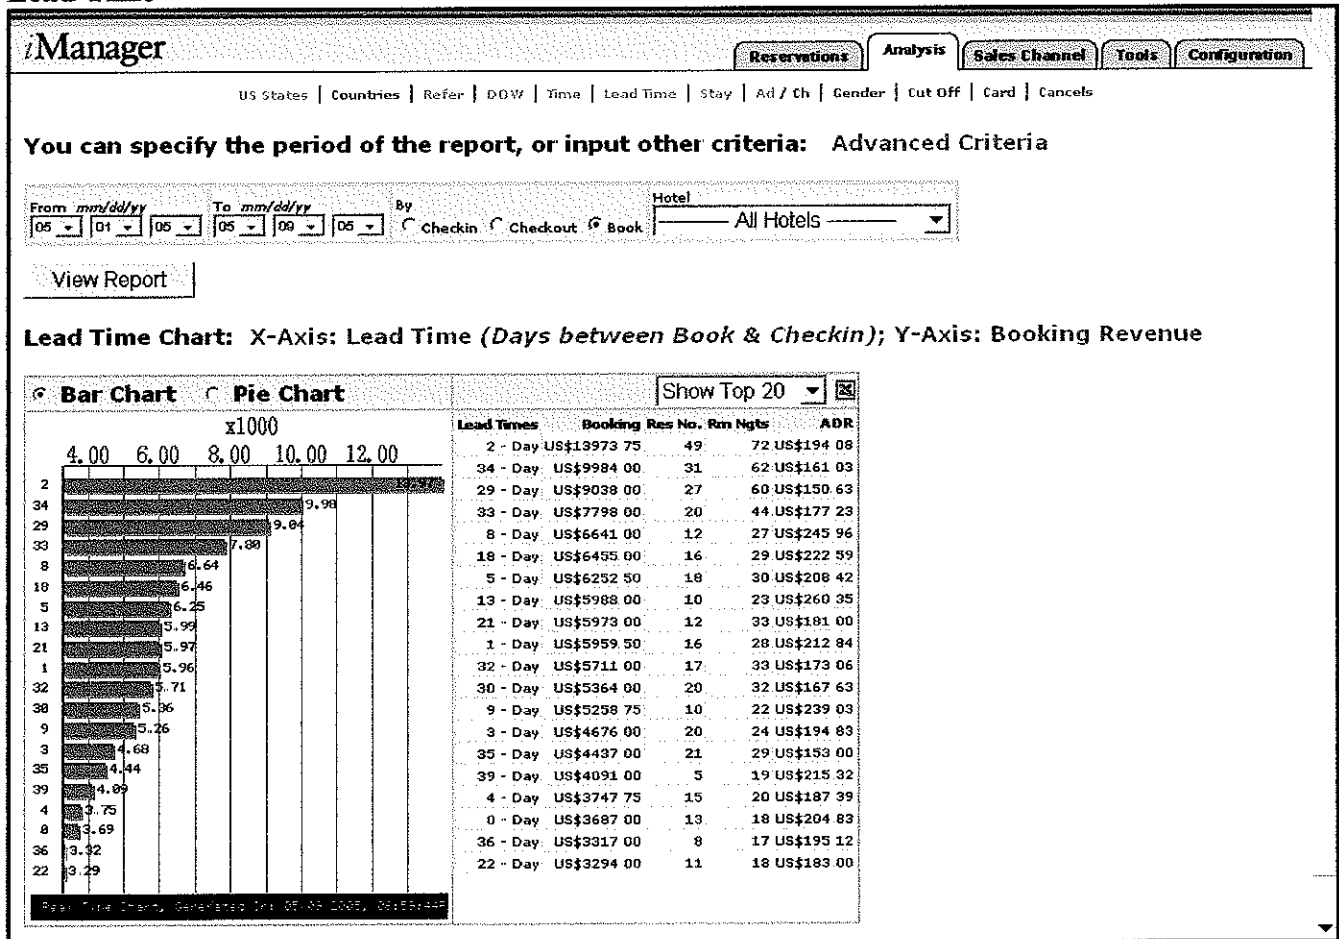 iManager
Reservations Analysis Sales Channel Tools Configuration
US States | Countries | Refer | DOW | Time | Lead Time | Stay | Ad / Ch | Gender | Cut Off | Card | Cancels
You can specify the period of the report, or input other criteria: Advanced Criteria
From mm/dd/yy To mm/dd/yy By Hotel
05 01 05 05 09 05 Checkin Checkout Book All Hotels
View Report
Lead Time Chart: X-Axis: Lead Time (Days between Book & Checkin); Y-Axis: Booking Revenue
Bar Chart Pie Chart Show Top 20
x1000
4.00 6.00 8.00 10.00 12.00
2 13.97
34 9.98
29 9.04
33 7.80
8 6.64
18 6.46
5 6.25
13 5.99
21 5.97
1 5.96
32 5.71
30 5.36
9 5.26
3 4.68
35 4.44
39 4.09
4 3.75
0 3.69
36 3.32
22 3.29
Lead Times Booking Res No. Rm Ngts ADR
2 - Day US$13973 75 49 72 US$194 08
34 - Day US$9984 00 31 62 US$161 03
29 - Day US$9038 00 27 60 US$150.63
33 - Day US$7798 00 20 44 US$177 23
8 - Day US$6641 00 12 27 US$245 96
18 - Day US$6455 00 16 29 US$222 59
5 - Day US$6252 50 18 30 US$208 42
13 - Day US$5988 00 10 23 US$260 35
21 - Day US$5973 00 12 33 US$181 00
1 - Day US$5959 50 16 28 US$212 84
32 - Day US$5711 00 17 33 US$173 06
30 - Day US$5364 00 20 32 US$167 63
9 - Day US$5258 75 10 22 US$239 03
3 - Day US$4676 00 20 24 US$194 83
35 - Day US$4437 00 21 29 US$153 00
39 - Day US$4091 00 5 19 US$215.32
4 - Day US$3747 75 15 20 US$187 39
0 - Day US$3687 00 13 18 US$204.83
36 - Day US$3317 00 8 17 US$195 12
22 - Day US$3294 00 11 18 US$183.00